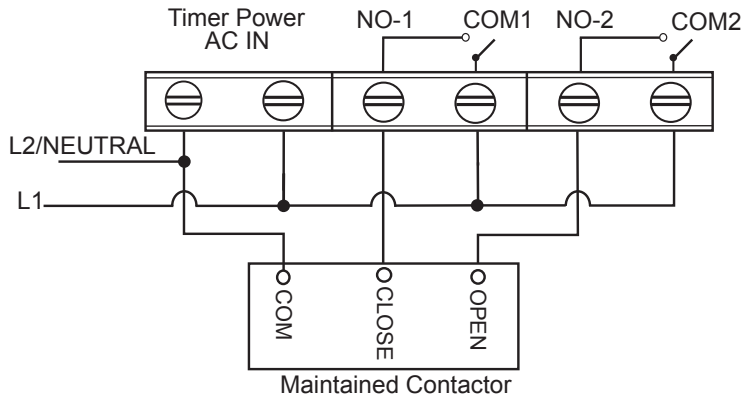 Timer Power
AC IN
NO-1
COM1
NO-2
COM2
L2/NEUTRAL
L1
COM
CLOSE
OPEN
Maintained Contactor